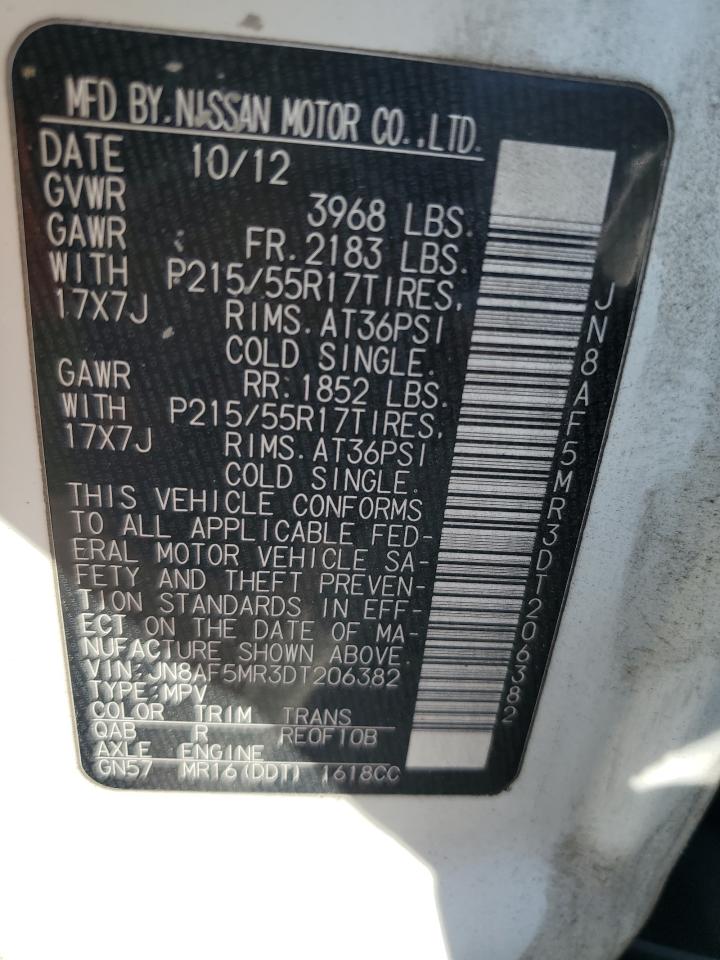 MFD BY.NISSAN MOTOR CO.,LTD.
DATE 10/12
GVWR 3968 LBS.
GAWR FR.2183 LBS.
WITH P215/55R17TIRES,
17X7J RIMS.AT36PSI
COLD SINGLE.
GAWR RR:1852 LBS.
WITH P215/55R17TIRES,
17X7J RIMS.AT36PSI
COLD SINGLE.
THIS VEHICLE CONFORMS
TO ALL APPLICABLE FED-
ERAL MOTOR VEHICLE SA-
FETY AND THEFT PREVEN-
TION STANDARDS IN EFF-
ECT ON THE DATE OF MA-
NUFACTURE SHOWN ABOVE.
VIN:JN8AF5MR3DT206382
TYPE:MPV
COLOR TRIM TRANS
QAB R RE0F10B
AXLE ENGINE
GN57 MR16(DDT) 1618CC
JN8AF5MR3DT206382